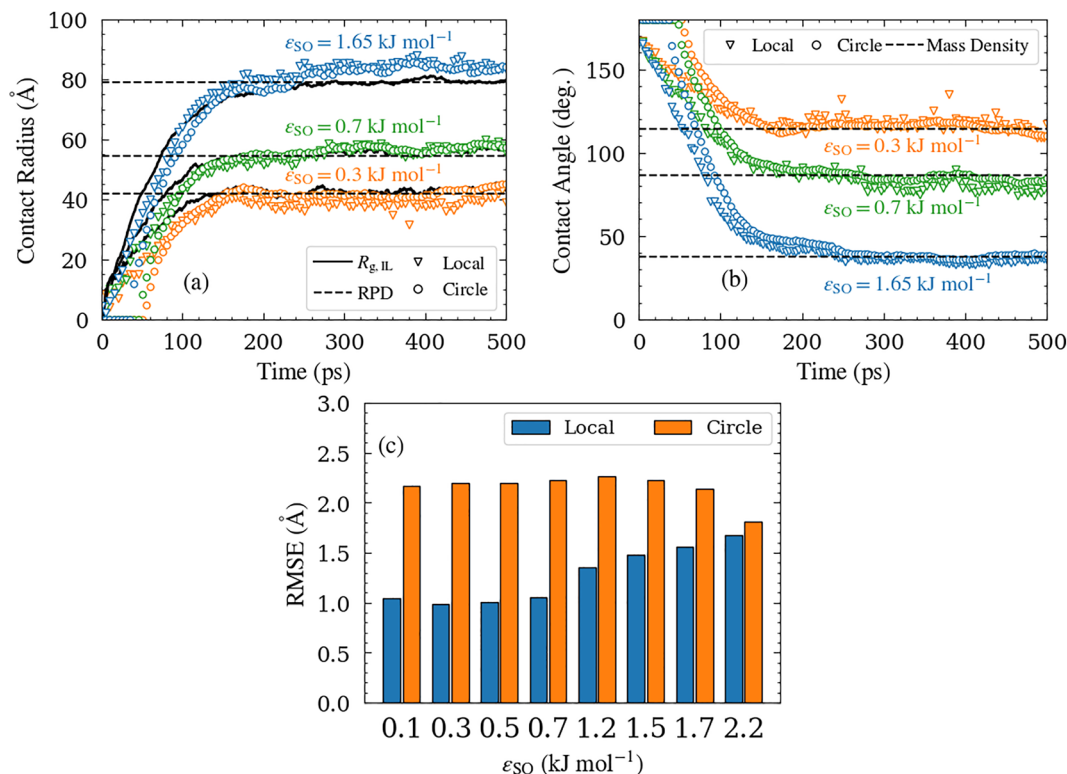 100
80
60
40
20
0
Contact Radius (Å)
0 100 200 300 400 500
Time (ps)
εSO = 1.65 kJ mol⁻¹
εSO = 0.7 kJ mol⁻¹
εSO = 0.3 kJ mol⁻¹
(a)
Rg, IL Local
RPD Circle
150
100
50
0
Contact Angle (deg.)
0 100 200 300 400 500
Time (ps)
Local Circle Mass Density
εSO = 0.3 kJ mol⁻¹
εSO = 0.7 kJ mol⁻¹
εSO = 1.65 kJ mol⁻¹
(b)
3.0
2.5
2.0
1.5
1.0
0.5
0.0
RMSE (Å)
(c)
Local Circle
0.1 0.3 0.5 0.7 1.2 1.5 1.7 2.2
εSO (kJ mol⁻¹)